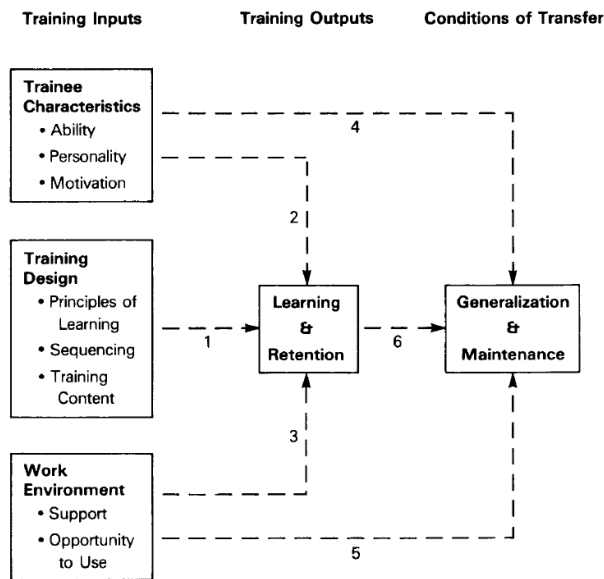 Training Inputs
Training Outputs
Conditions of Transfer
Trainee
Characteristics
• Ability
• Personality
• Motivation
4
2
Training
Design
• Principles of
Learning
• Sequencing
• Training
Content
1
Learning
&
Retention
6
Generalization
&
Maintenance
3
Work
Environment
• Support
• Opportunity
to Use
5